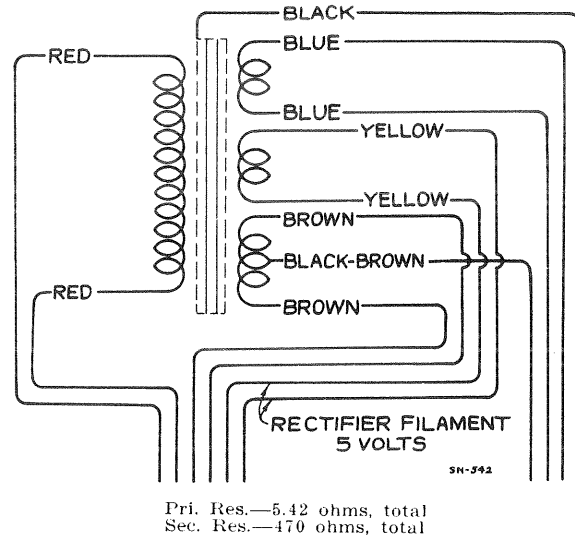 BLACK
RED
BLUE
BLUE
YELLOW
YELLOW
BROWN
BLACK-BROWN
RED
BROWN
RECTIFIER FILAMENT
5 VOLTS
SN-542
Pri. Res.—5.42 ohms, total
Sec. Res.—470 ohms, total